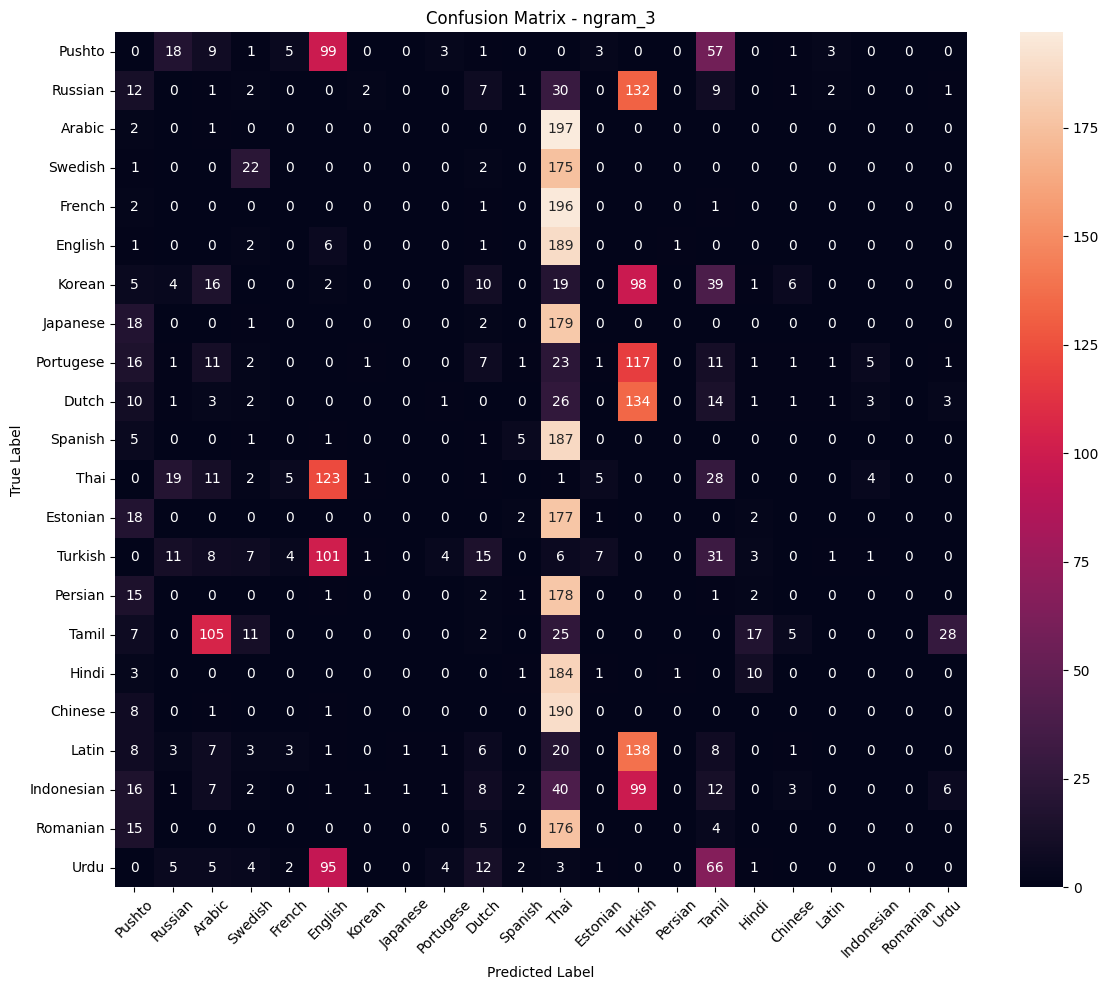 Confusion Matrix - ngram_3
True Label
Pushto 0 18 9 1 5 99 0 0 3 1 0 0 3 0 0 57 0 1 3 0 0 0
Russian 12 0 1 2 0 0 2 0 0 7 1 30 0 132 0 9 0 1 2 0 0 1
Arabic 2 0 1 0 0 0 0 0 0 0 0 197 0 0 0 0 0 0 0 0 0 0
Swedish 1 0 0 22 0 0 0 0 0 2 0 175 0 0 0 0 0 0 0 0 0 0
French 2 0 0 0 0 0 0 0 0 1 0 196 0 0 0 1 0 0 0 0 0 0
English 1 0 0 2 0 6 0 0 0 1 0 189 0 0 1 0 0 0 0 0 0 0
Korean 5 4 16 0 0 2 0 0 0 10 0 19 0 98 0 39 1 6 0 0 0 0
Japanese 18 0 0 1 0 0 0 0 0 2 0 179 0 0 0 0 0 0 0 0 0 0
Portugese 16 1 11 2 0 0 1 0 0 7 1 23 1 117 0 11 1 1 1 5 0 1
Dutch 10 1 3 2 0 0 0 0 1 0 0 26 0 134 0 14 1 1 1 3 0 3
Spanish 5 0 0 1 0 1 0 0 0 1 5 187 0 0 0 0 0 0 0 0 0 0
Thai 0 19 11 2 5 123 1 0 0 1 0 1 5 0 0 28 0 0 0 4 0 0
Estonian 18 0 0 0 0 0 0 0 0 0 2 177 1 0 0 0 2 0 0 0 0 0
Turkish 0 11 8 7 4 101 1 0 4 15 0 6 7 0 0 31 3 0 1 1 0 0
Persian 15 0 0 0 0 1 0 0 0 2 1 178 0 0 0 1 2 0 0 0 0 0
Tamil 7 0 105 11 0 0 0 0 0 2 0 25 0 0 0 0 17 5 0 0 0 28
Hindi 3 0 0 0 0 0 0 0 0 0 1 184 1 0 1 0 10 0 0 0 0 0
Chinese 8 0 1 0 0 1 0 0 0 0 0 190 0 0 0 0 0 0 0 0 0 0
Latin 8 3 7 3 3 1 0 1 1 6 0 20 0 138 0 8 0 1 0 0 0 0
Indonesian 16 1 7 2 0 1 1 1 1 8 2 40 0 99 0 12 0 3 0 0 0 6
Romanian 15 0 0 0 0 0 0 0 0 5 0 176 0 0 0 4 0 0 0 0 0 0
Urdu 0 5 5 4 2 95 0 0 4 12 2 3 1 0 0 66 1 0 0 0 0 0
Pushto Russian Arabic Swedish French English Korean Japanese Portugese Dutch Spanish Thai Estonian Turkish Persian Tamil Hindi Chinese Latin Indonesian Romanian Urdu
Predicted Label
175
150
125
100
75
50
25
0